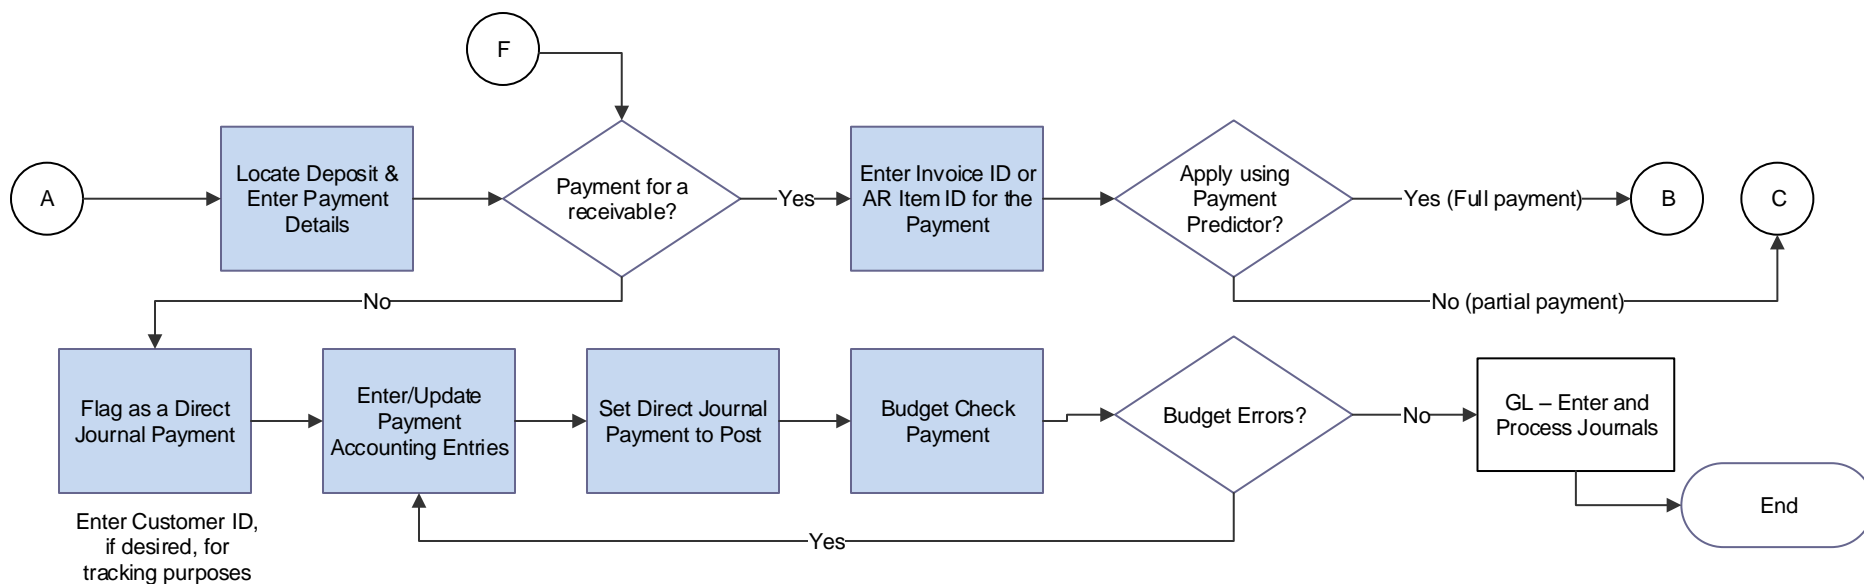 F
A
Locate Deposit &
Enter Payment
Details
Payment for a
receivable?
Yes
Enter Invoice ID or
AR Item ID for the
Payment
Apply using
Payment
Predictor?
Yes (Full payment)
B
C
No
No (partial payment)
Flag as a Direct
Journal Payment
Enter/Update
Payment
Accounting Entries
Set Direct Journal
Payment to Post
Budget Check
Payment
Budget Errors?
No
GL – Enter and
Process Journals
End
Enter Customer ID,
if desired, for
tracking purposes
Yes